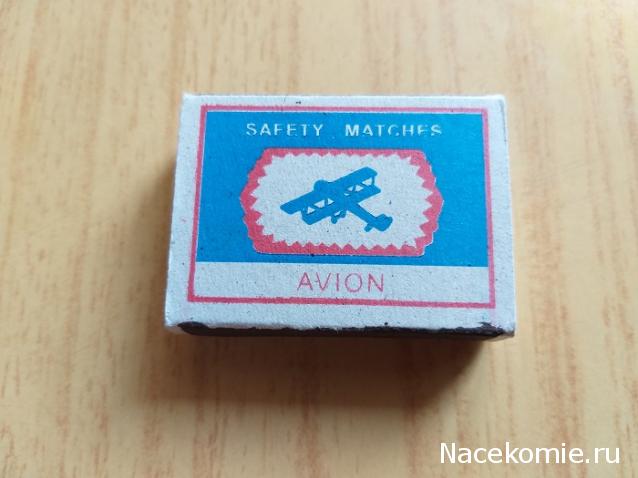 SAFETY MATCHES
AVION
Nacekomie.ru